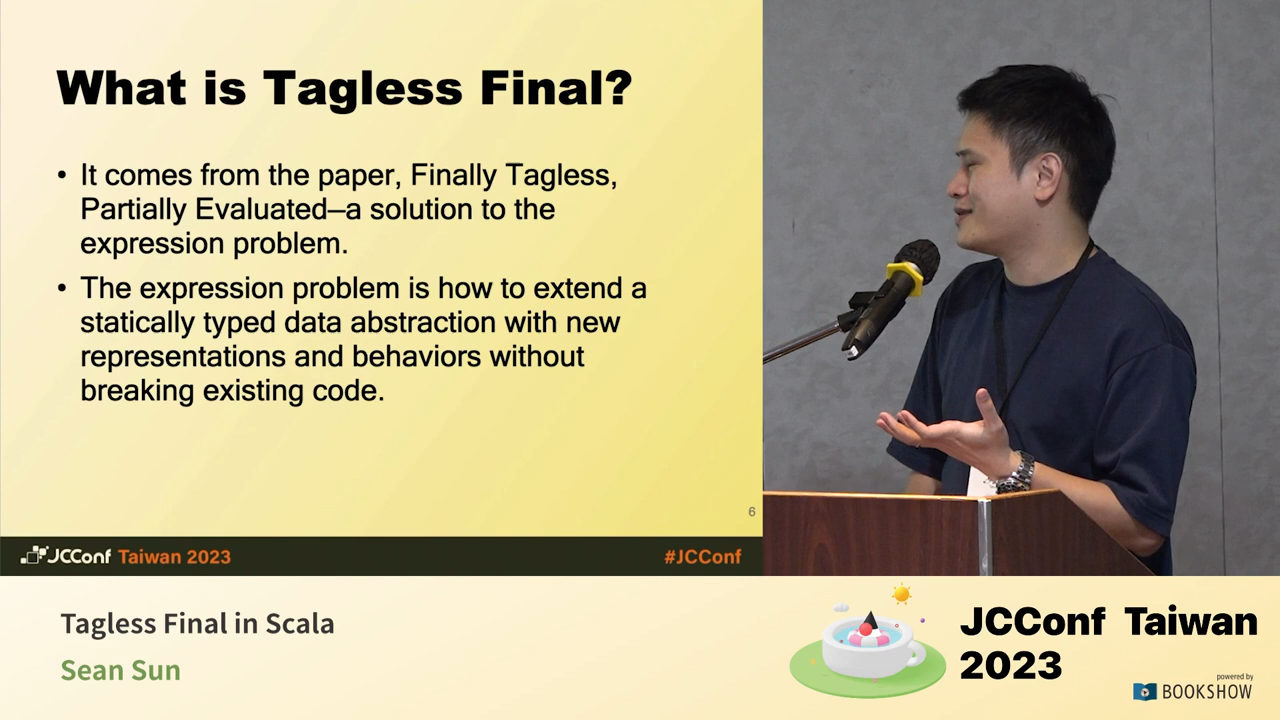 What is Tagless Final?
• It comes from the paper, Finally Tagless,
Partially Evaluated—a solution to the
expression problem.
• The expression problem is how to extend a
statically typed data abstraction with new
representations and behaviors without
breaking existing code.
6
JCConf Taiwan 2023
#JCConf
Tagless Final in Scala
Sean Sun
JCConf Taiwan
2023
powered by
BOOKSHOW